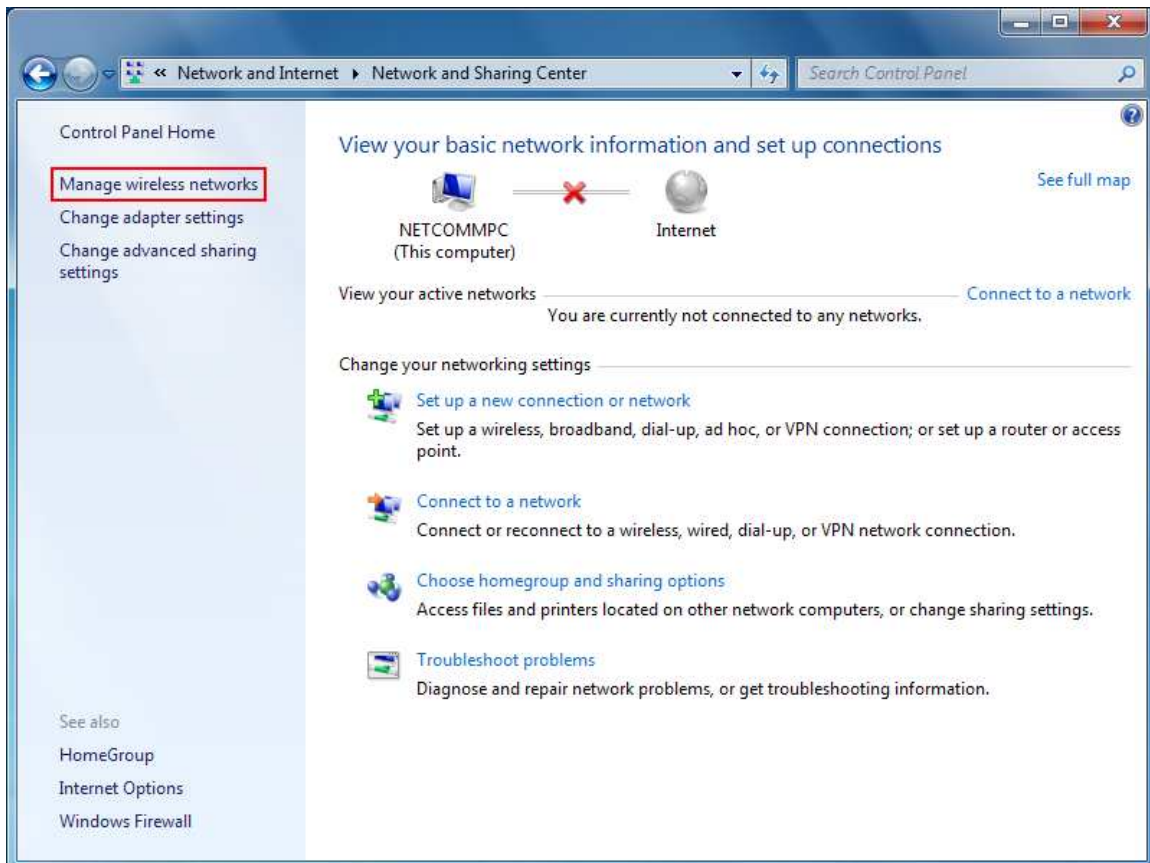 « Network and Internet ▸ Network and Sharing Center
Search Control Panel
Control Panel Home
Manage wireless networks
Change adapter settings
Change advanced sharing
settings
See also
HomeGroup
Internet Options
Windows Firewall
View your basic network information and set up connections
See full map
NETCOMMPC
(This computer)
Internet
View your active networks
Connect to a network
You are currently not connected to any networks.
Change your networking settings
Set up a new connection or network
Set up a wireless, broadband, dial-up, ad hoc, or VPN connection; or set up a router or access
point.
Connect to a network
Connect or reconnect to a wireless, wired, dial-up, or VPN network connection.
Choose homegroup and sharing options
Access files and printers located on other network computers, or change sharing settings.
Troubleshoot problems
Diagnose and repair network problems, or get troubleshooting information.